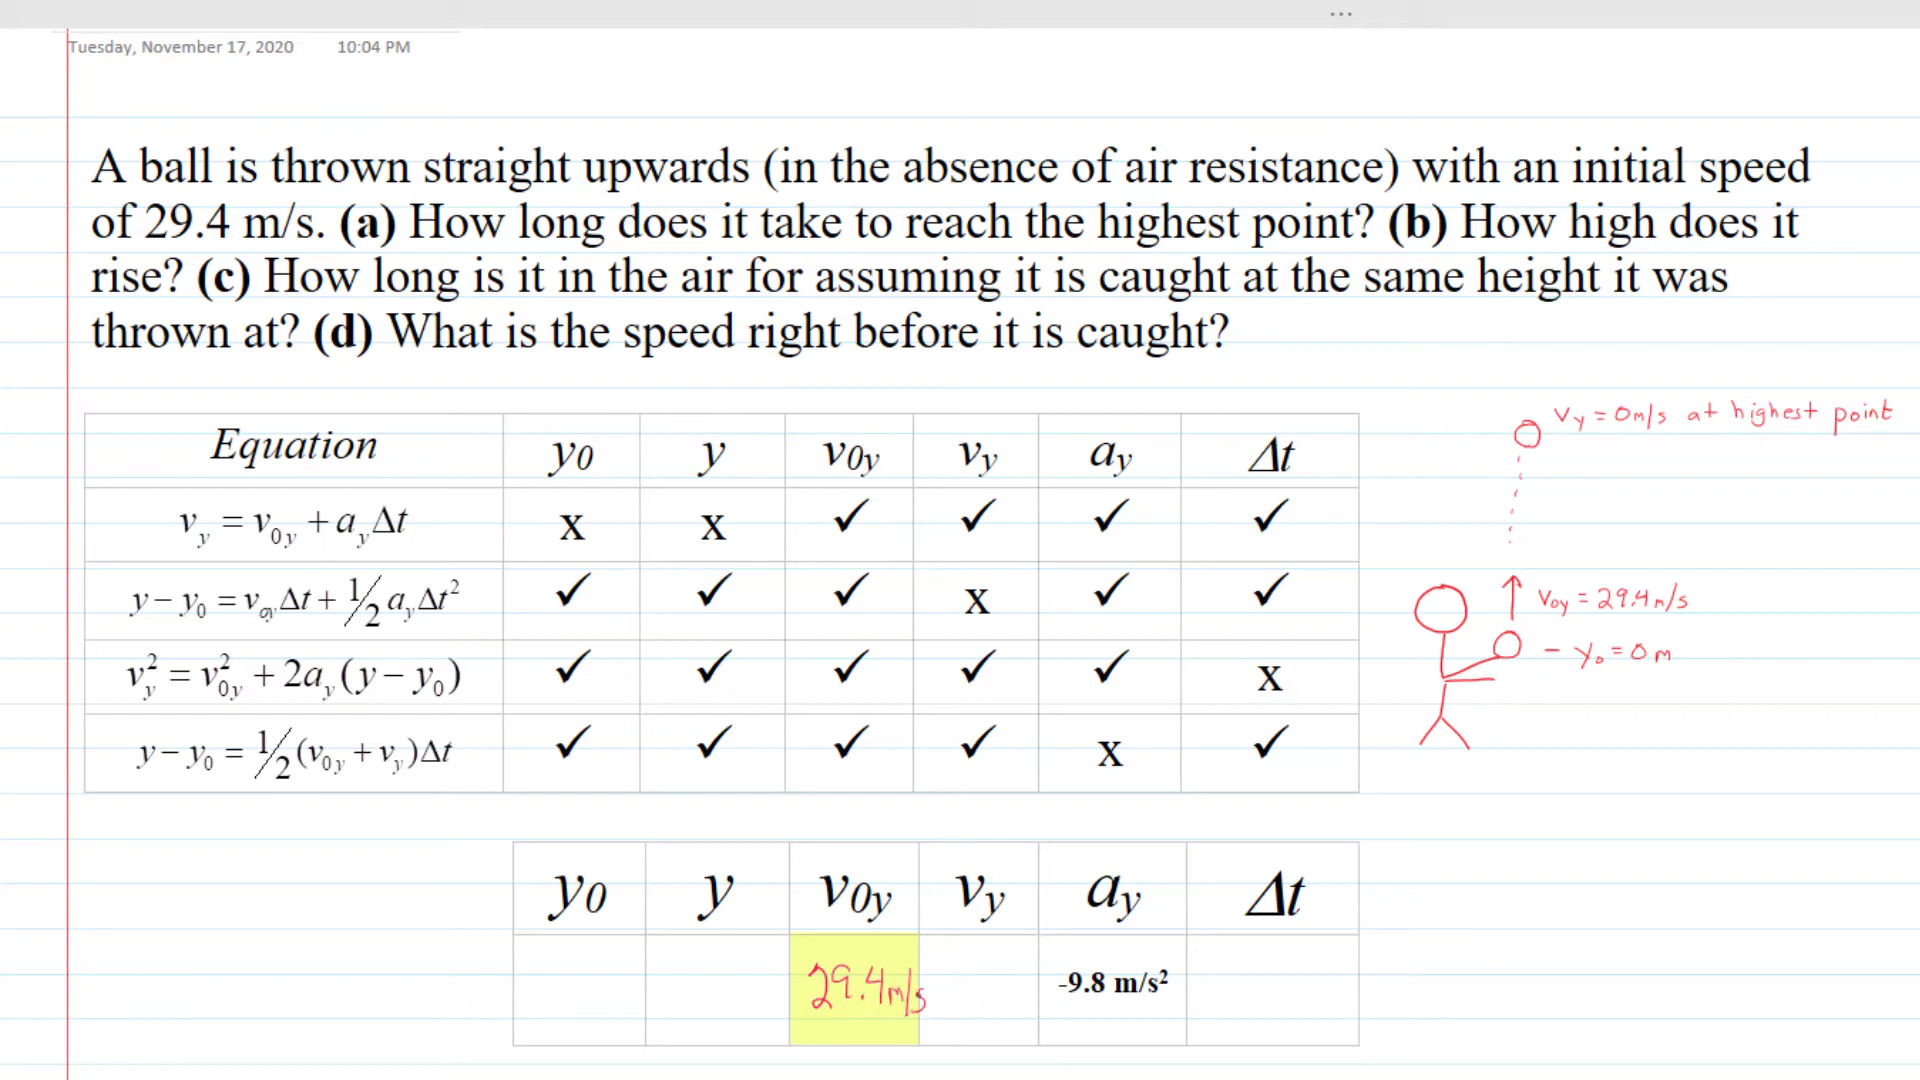 ...
Tuesday, November 17, 2020 10:04 PM
A ball is thrown straight upwards (in the absence of air resistance) with an initial speed
of 29.4 m/s. (a) How long does it take to reach the highest point? (b) How high does it
rise? (c) How long is it in the air for assuming it is caught at the same height it was
thrown at? (d) What is the speed right before it is caught?
Equation y₀ y v₀y vy ay Δt
vy = v₀y + ayΔt x x ✓ ✓ ✓ ✓
y − y₀ = v₀yΔt + ½ayΔt² ✓ ✓ ✓ x ✓ ✓
vy² = v₀y² + 2ay(y − y₀) ✓ ✓ ✓ ✓ ✓ x
y − y₀ = ½(v₀y + vy)Δt ✓ ✓ ✓ ✓ x ✓
vy = 0m/s at highest point
v₀y = 29.4m/s
– y₀ = 0m
y₀ y v₀y vy ay Δt
29.4m/s -9.8 m/s²